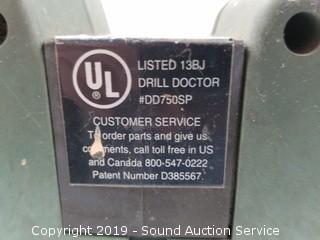 UL
LISTED 13BJ
DRILL DOCTOR
#DD750SP
CUSTOMER SERVICE
To order parts and give us
comments, call toll free in US
and Canada 800-547-0222
Patent Number D385567.
Copyright 2019 - Sound Auction Service